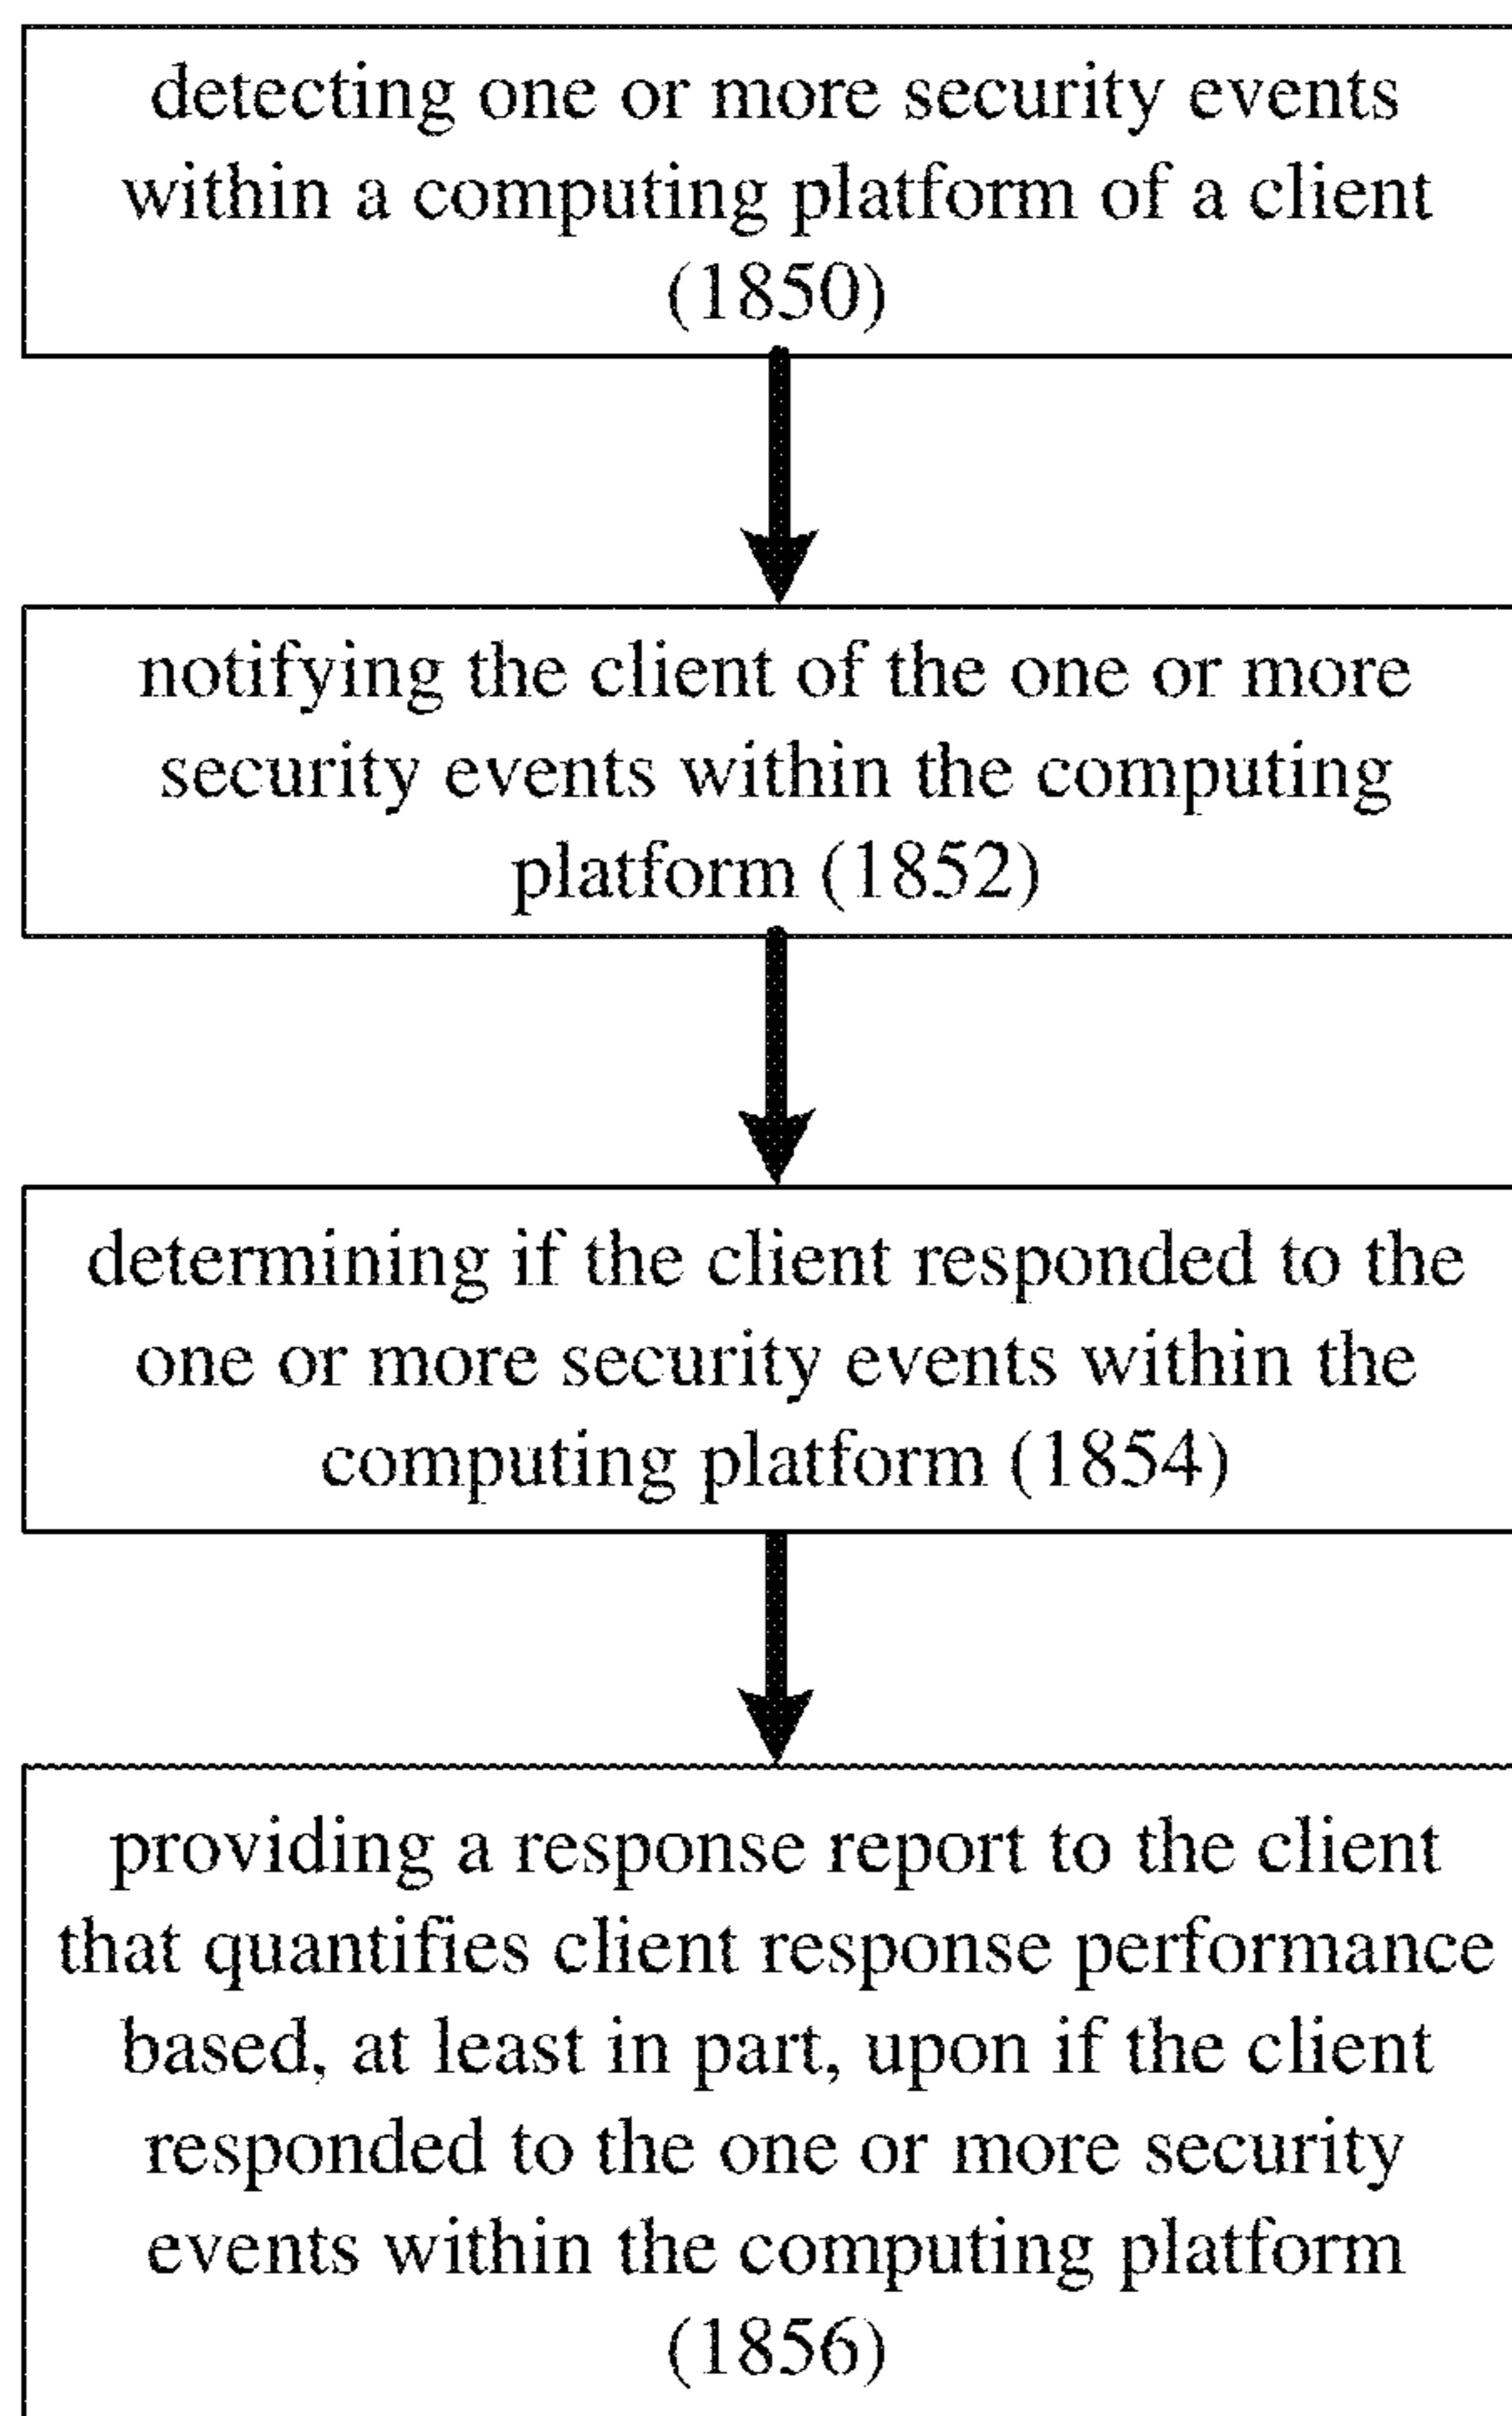 detecting one or more security events
within a computing platform of a client
(1850)
notifying the client of the one or more
security events within the computing
platform (1852)
determining if the client responded to the
one or more security events within the
computing platform (1854)
providing a response report to the client
that quantifies client response performance
based, at least in part, upon if the client
responded to the one or more security
events within the computing platform
(1856)